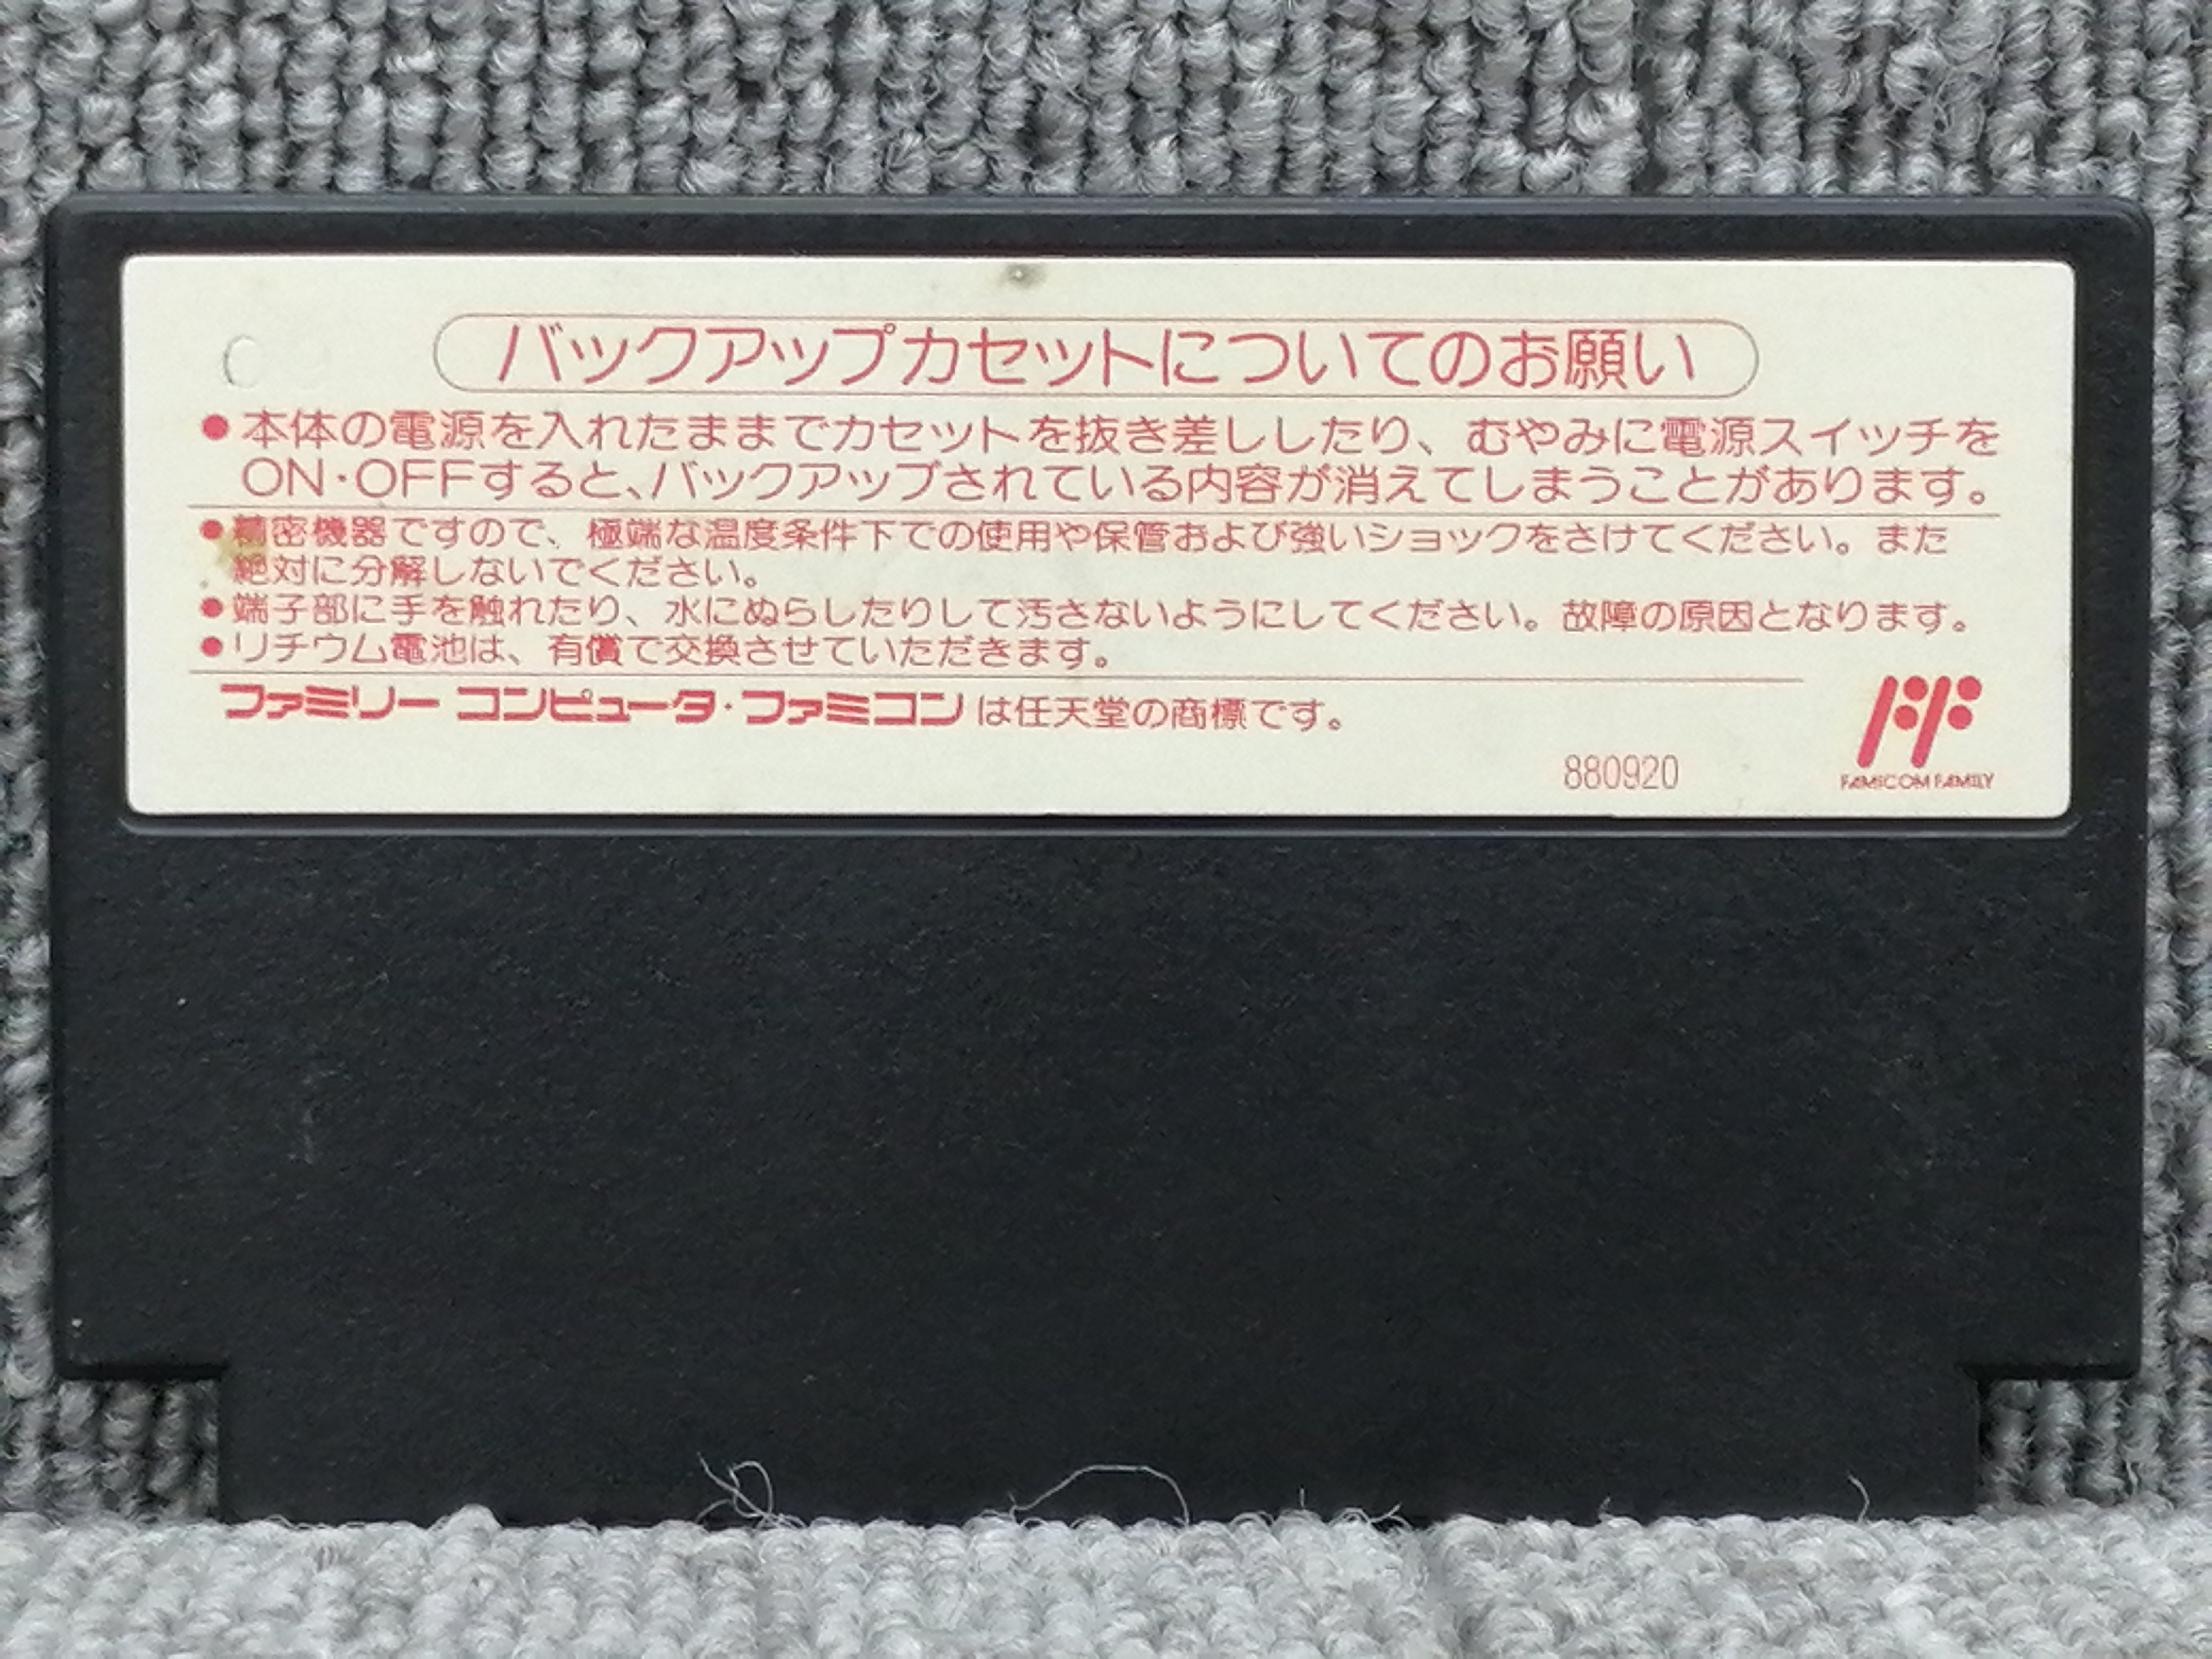 バックアップカセットについてのお願い
●本体の電源を入れたままでカセットを抜き差ししたり、むやみに電源スイッチを
ON・OFFすると、バックアップされている内容が消えてしまうことがあります。
●精密機器ですので、極端な温度条件下での使用や保管および強いショックをさけてください。また
絶対に分解しないでください。
●端子部に手を触れたり、水にぬらしたりして汚さないようにしてください。故障の原因となります。
●リチウム電池は、有償で交換させていただきます。
ファミリー コンピュータ・ファミコンは任天堂の商標です。
880920
FAMICOM FAMILY